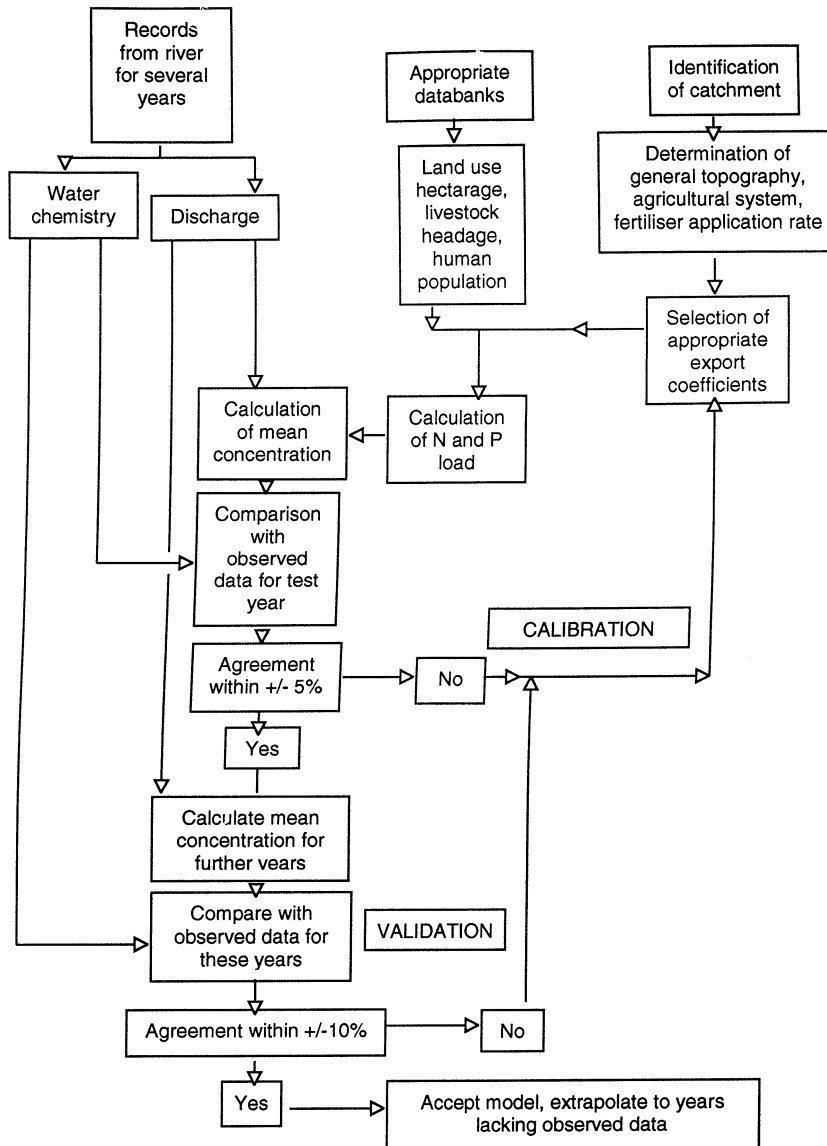 Records
from river
for several
years
Appropriate
databanks
Identification
of catchment
Water
chemistry
Discharge
Land use
hectarage,
livestock
headage,
human
population
Determination of
general topography,
agricultural system,
fertiliser application rate
Selection of
appropriate
export
coefficients
Calculation
of mean
concentration
Calculation
of N and P
load
Comparison
with
observed
data for test
year
CALIBRATION
Agreement
within +/- 5%
No
Yes
Calculate mean
concentration for
further years
Compare with
observed data for
these years
VALIDATION
Agreement within +/-10%
No
Yes
Accept model, extrapolate to years
lacking observed data